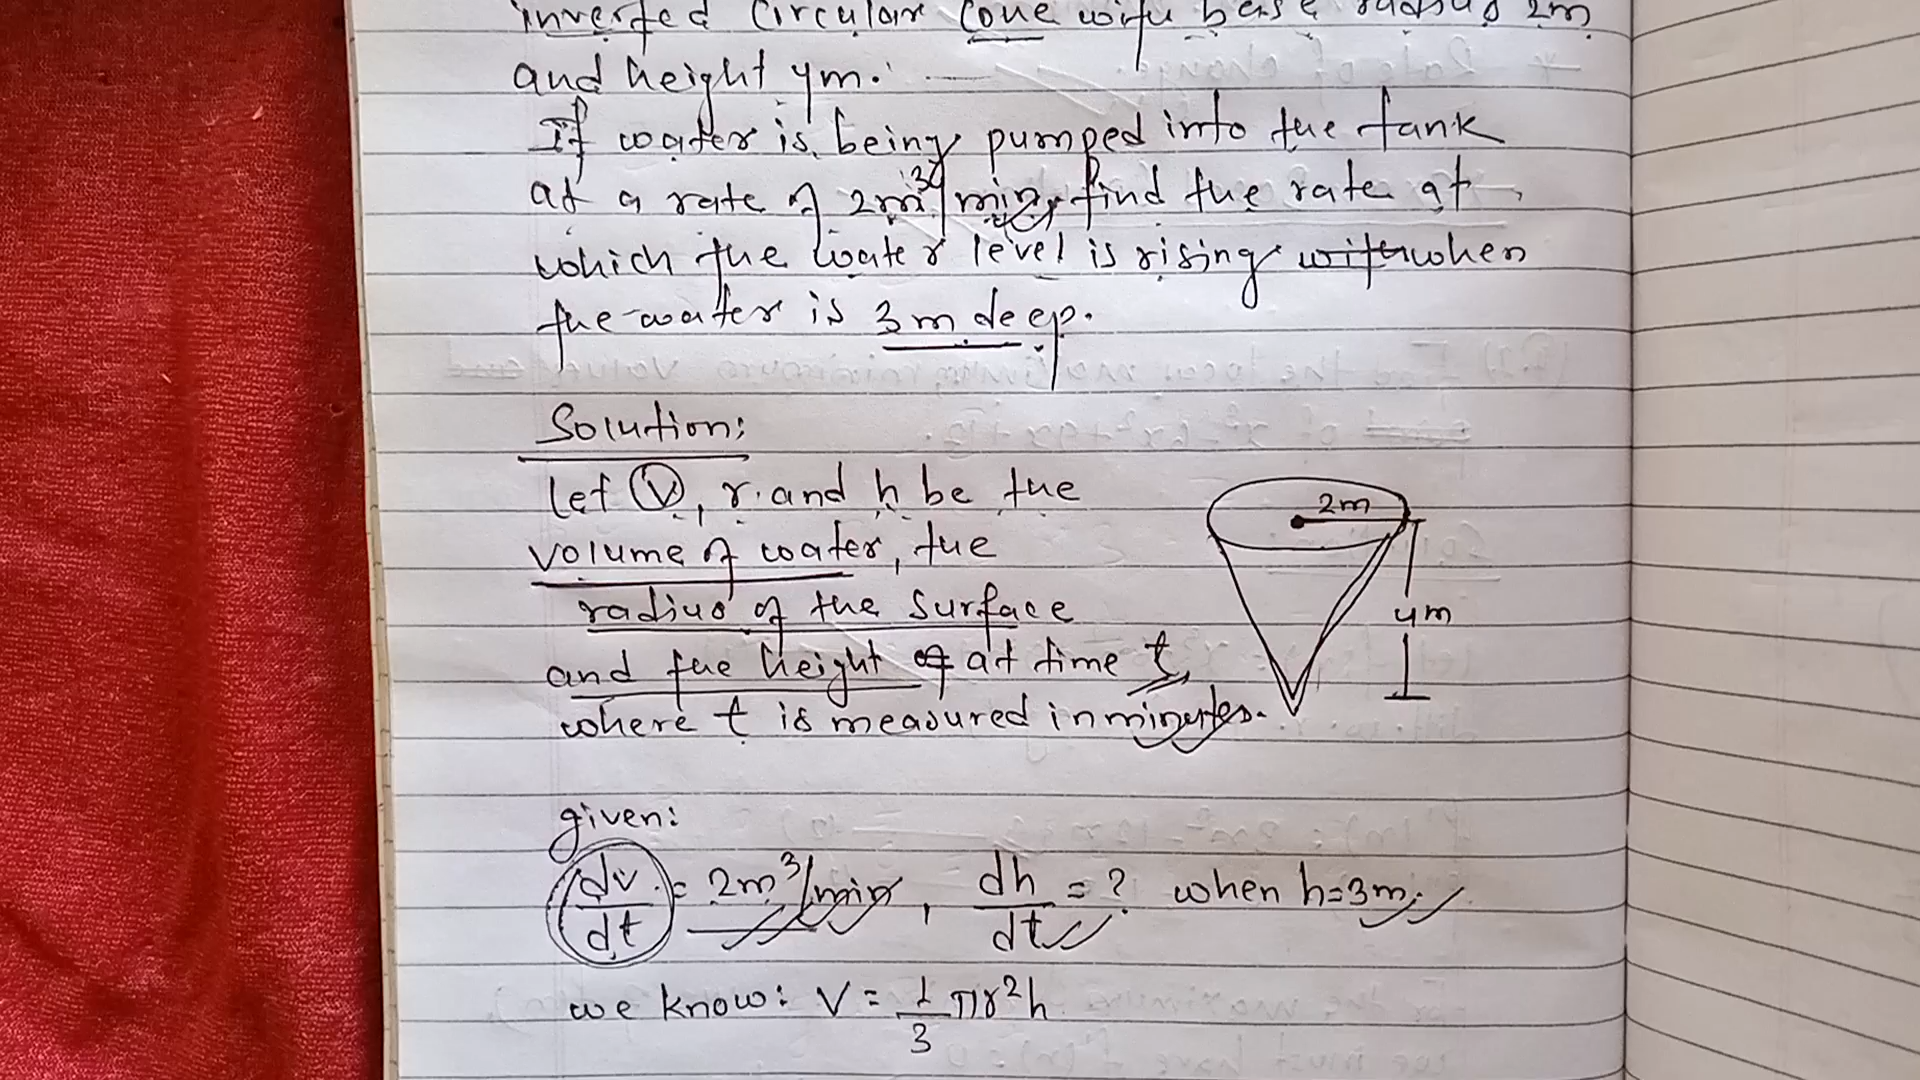 inverted circular cone with base radius 2m
and height 4m.
If water is being pumped into the tank
at a rate of 2m³/min, find the rate at
which the water level is rising with when
the water is 3m deep.
Solution:
Let V, r and h be the
volume of water, the
radius of the surface
and the height of at time t,
where t is measured in minutes.
2m
4m
given:
dv/dt = 2m³/min, dh/dt = ? when h=3m.
we know: V = 1/3 πr²h